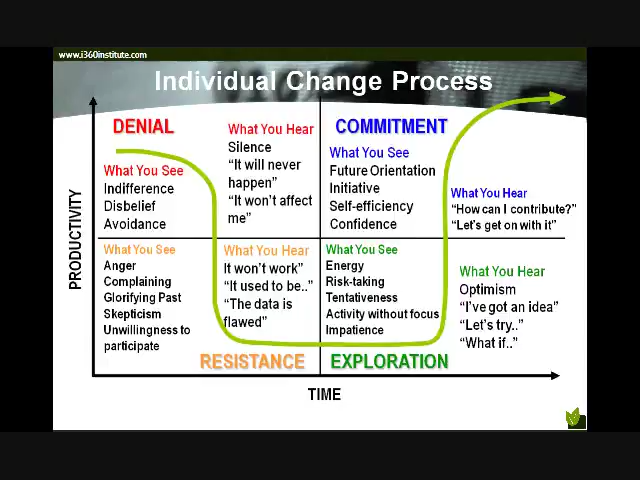 www.i360institute.com
Individual Change Process
DENIAL
What You See
Indifference
Disbelief
Avoidance
What You Hear
Silence
“It will never
happen”
“It won’t affect
me”
COMMITMENT
What You See
Future Orientation
Initiative
Self-efficiency
Confidence
What You Hear
“How can I contribute?”
“Let’s get on with it”
PRODUCTIVITY
What You See
Anger
Complaining
Glorifying Past
Skepticism
Unwillingness to
participate
What You Hear
It won’t work”
“It used to be..”
“The data is
flawed”
RESISTANCE
What You See
Energy
Risk-taking
Tentativeness
Activity without focus
Impatience
EXPLORATION
What You Hear
Optimism
“I’ve got an idea”
“Let’s try..”
“What if..”
TIME